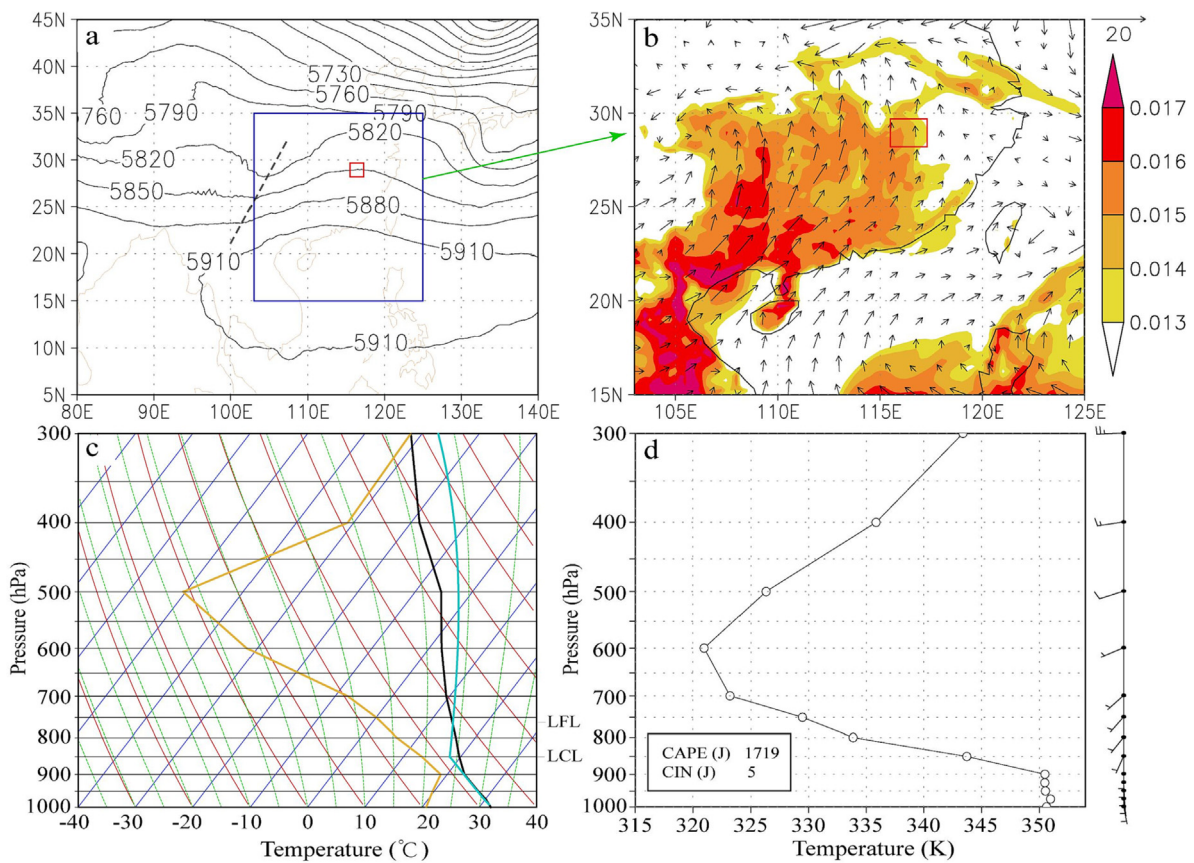 a
45N
40N
35N
30N
25N
20N
15N
10N
5N
80E 90E 100E 110E 120E 130E 140E
5730
5760
5760
5790
5790
5820
5820
5850
5880
5910
5910
b
20
35N
30N
25N
20N
15N
105E 110E 115E 120E 125E
0.017
0.016
0.015
0.014
0.013
c
Pressure (hPa)
300
400
500
600
700
800
900
1000
LFL
LCL
-40 -30 -20 -10 0 10 20 30 40
Temperature (℃)
d
Pressure (hPa)
300
400
500
600
700
800
900
1000
CAPE (J) 1719
CIN (J) 5
315 320 325 330 335 340 345 350
Temperature (K)